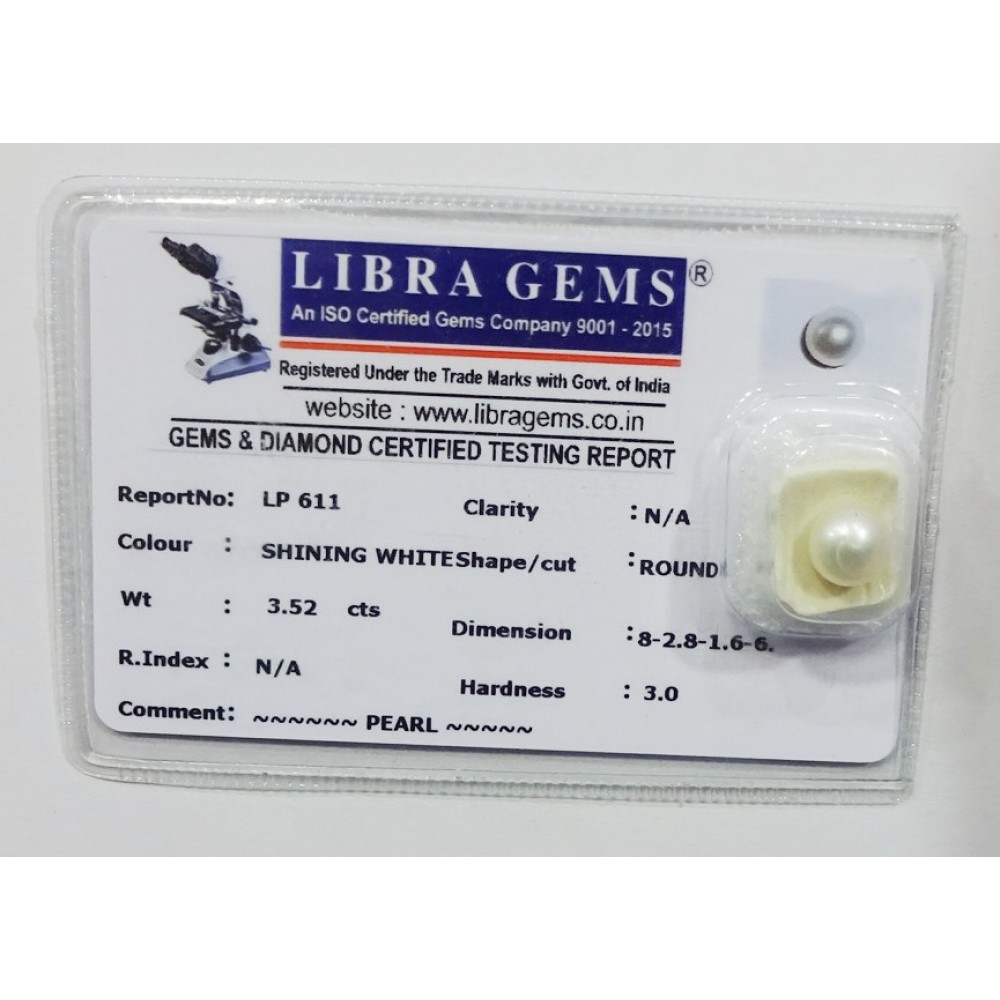 LIBRA GEMS®
An ISO Certified Gems Company 9001 - 2015
Registered Under the Trade Marks with Govt. of India
website : www.libragems.co.in
GEMS & DIAMOND CERTIFIED TESTING REPORT
ReportNo: LP 611 Clarity : N/A
Colour : SHINING WHITE Shape/cut : ROUND
Wt : 3.52 cts Dimension : 8-2.8-1.6-6.
R.Index : N/A Hardness : 3.0
Comment: ~~~~~~ PEARL ~~~~~